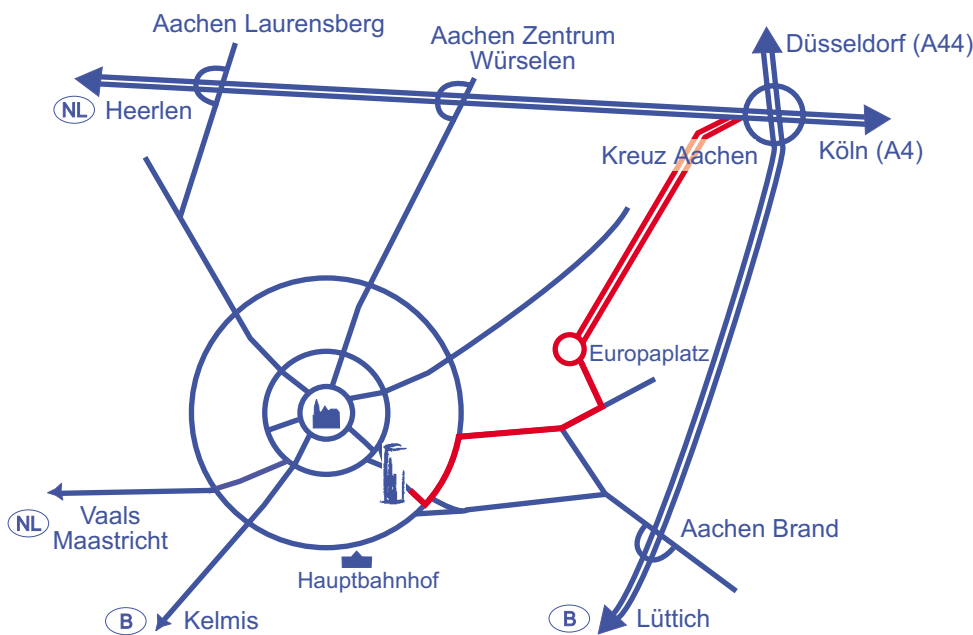 Aachen Laurensberg
Aachen Zentrum
Würselen
Düsseldorf (A44)
NL Heerlen
Kreuz Aachen
Köln (A4)
Europaplatz
NL Vaals
Maastricht
Aachen Brand
Hauptbahnhof
B Kelmis
B Lüttich